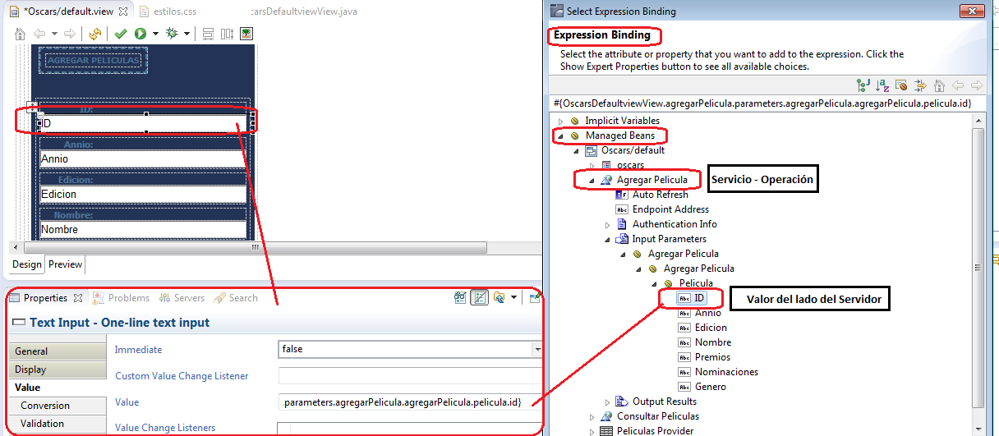 *Oscars/default.view
estilos.css
carsDefaultviewView.java
AGREGAR PELICULAS
ID:
ID
Annio:
Annio
Edicion:
Edicion
Nombre:
Nombre
Design
Preview
Properties
Problems
Servers
Search
Text Input - One-line text input
General
Display
Value
Conversion
Validation
Immediate
false
Custom Value Change Listener
Value
parameters.agregarPelicula.agregarPelicula.pelicula.id}
Value Change Listeners
Select Expression Binding
Expression Binding
Select the attribute or property that you want to add to the expression. Click the
Show Expert Properties button to see all available choices.
#{OscarsDefaultviewView.agregarPelicula.parameters.agregarPelicula.agregarPelicula.pelicula.id}
Implicit Variables
Managed Beans
Oscars/default
oscars
Agregar Pelicula
Servicio - Operación
Auto Refresh
Endpoint Address
Authentication Info
Input Parameters
Agregar Pelicula
Agregar Pelicula
Pelicula
ID
Valor del lado del Servidor
Annio
Edicion
Nombre
Premios
Nominaciones
Genero
Output Results
Consultar Peliculas
Peliculas Provider